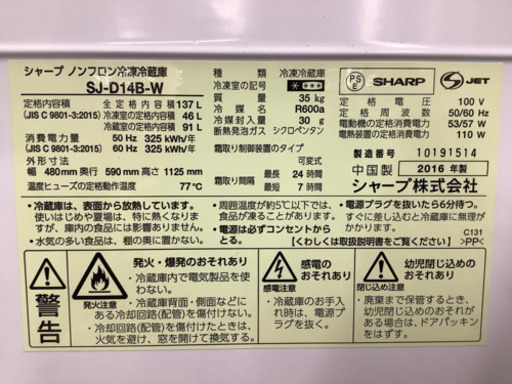 シャープ ノンフロン冷凍冷蔵庫
SJ-D14B-W
定格内容積 全 定格内容積 137 L
(JIS C 9801-3:2015) 冷凍室定格内容積 46 L
冷蔵室定格内容積 91 L
消費電力量 50 Hz 325 kWh/年
(JIS C 9801-3:2015) 60 Hz 325 kWh/年
外形寸法
幅 480mm 奥行 590 mm 高さ 1125 mm
温度ヒューズの定格動作温度 77℃
種類 冷凍冷蔵庫
冷凍室の記号
質量 35 kg
冷媒 R600a
冷媒封入量 30 g
断熱発泡ガス シクロペンタン
霜取り制御装置のタイプ
可変式
霜取り間隔 最長 24 時間
最短 7 時間
PS E SHARP S JET
定格電圧 100 V
定格周波数 50/60 Hz
電動機の定格消費電力 53/57 W
電熱装置の定格消費電力 110 W
製造番号 10191514
中国製 2016 年製
シャープ株式会社
・冷蔵庫は、表面から放熱しています。
使いはじめや夏場は、特に熱くなりま
すが、庫内の食品には影響ありません。
・水気の多い食品は、棚の奥に置かない。
・周囲温度が約5℃以下では、食
品が凍ることがあります。
・電源は必ずコンセントから
とる。
・電源プラグを抜いたら6分待つ。
すぐに差し込むと冷蔵庫に無理が
かかります。
C131
【くわしくは取扱説明書をご覧ください】 >PP<
警告
発火・爆発のおそれあり
発火注意
・冷蔵庫内で電気製品を使
わない。
・冷蔵庫背面・側面などに
ある冷却回路(配管)を傷付けない。
・冷却回路(配管)を傷付けたときは、
火気を避け、窓を開けて換気する。
感電の
おそれあり
感電注意
・冷蔵庫のお手
入れ時は、電源
プラグを抜く。
幼児閉じ込めの
おそれあり
幼児閉じ込め注意
・廃棄まで保管するときなど、
幼児閉じ込めのおそれが
ある場合は、ドアパッキン
をはずす。